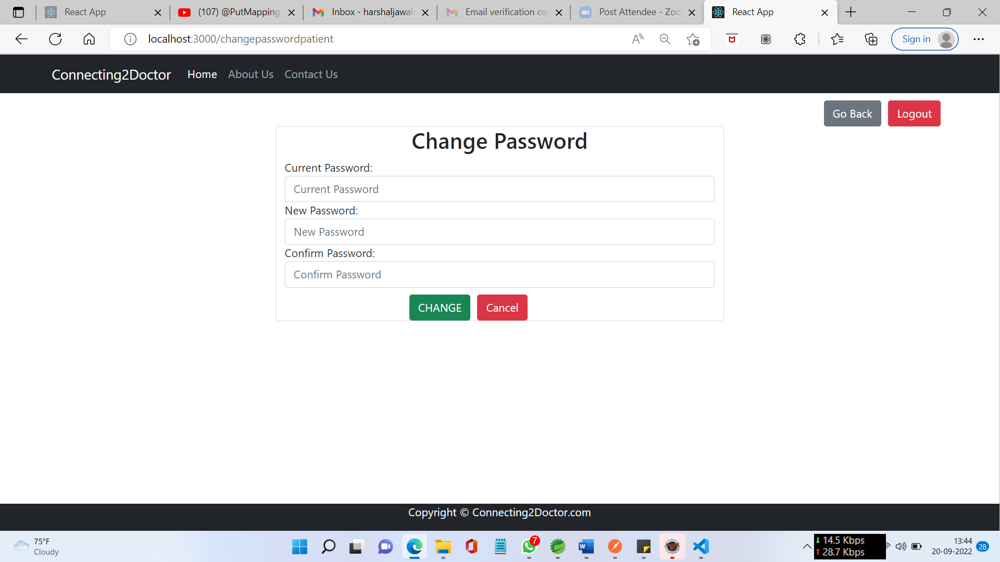 React App
(107) @PutMapping
Inbox - harshaljawal
Email verification co
Post Attendee - Zoo
React App
localhost:3000/changepasswordpatient
Sign in
Connecting2Doctor Home About Us Contact Us
Go Back Logout
Change Password
Current Password:
Current Password
New Password:
New Password
Confirm Password:
Confirm Password
CHANGE Cancel
Copyright © Connecting2Doctor.com
75°F
Cloudy
7
↓ 14.5 Kbps
↑ 28.7 Kbps
13:44
20-09-2022
28